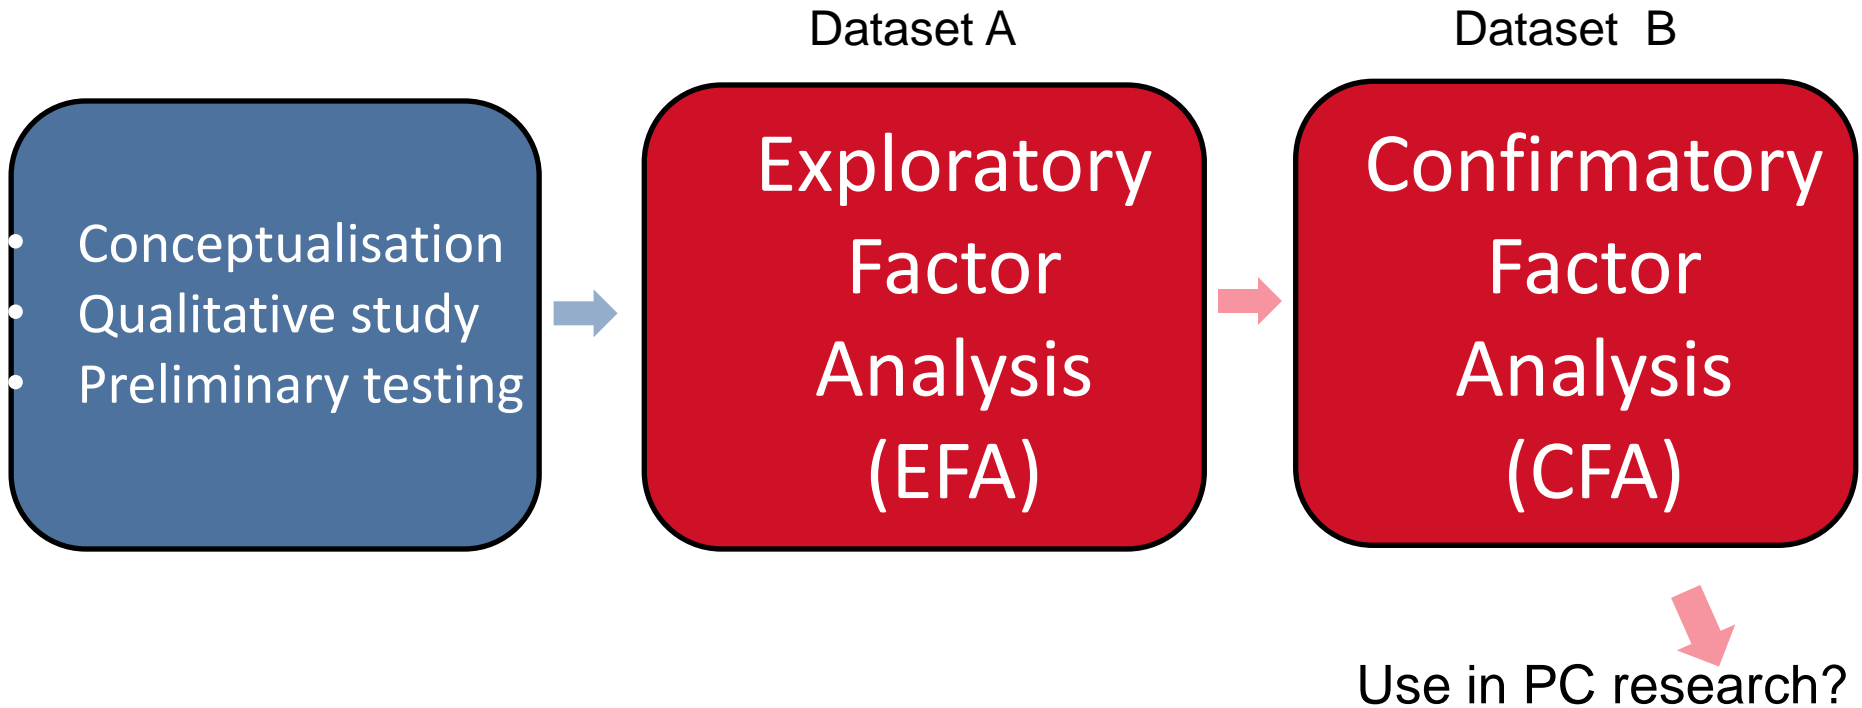 Dataset A
Dataset  B
• Conceptualisation
• Qualitative study
• Preliminary testing
Exploratory
Factor
Analysis
(EFA)
Confirmatory
Factor
Analysis
(CFA)
Use in PC research?